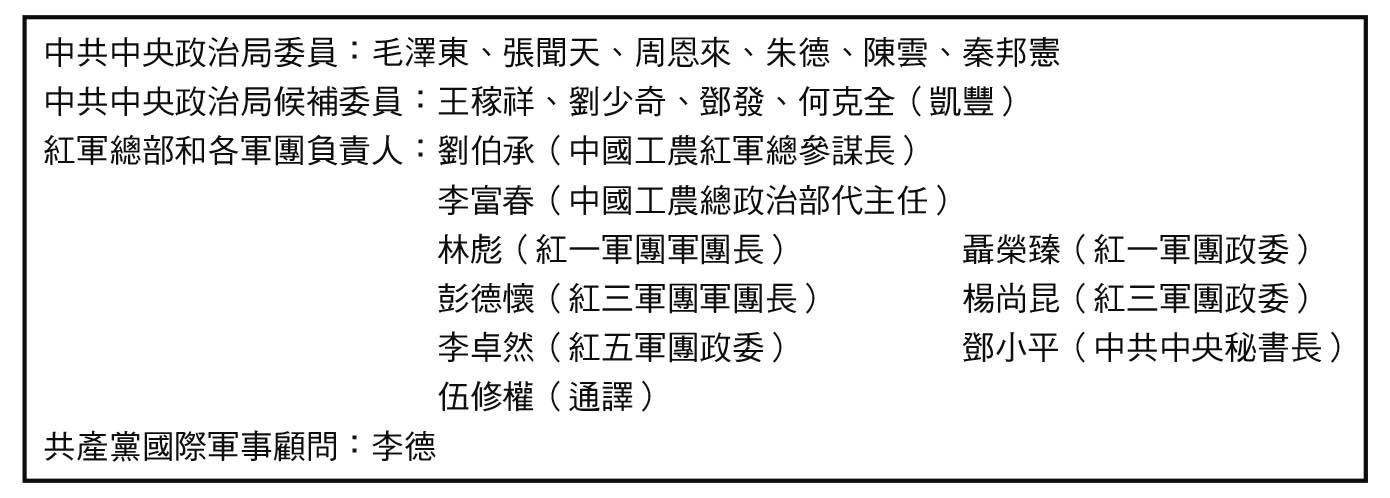 中共中央政治局委員：毛澤東、張聞天、周恩來、朱德、陳雲、秦邦憲
中共中央政治局候補委員：王稼祥、劉少奇、鄧發、何克全（凱豐）
紅軍總部和各軍團負責人：劉伯承（中國工農紅軍總參謀長）
李富春（中國工農總政治部代主任）
林彪（紅一軍團軍團長） 聶榮臻（紅一軍團政委）
彭德懷（紅三軍團軍團長） 楊尚昆（紅三軍團政委）
李卓然（紅五軍團政委） 鄧小平（中共中央秘書長）
伍修權（通譯）
共產黨國際軍事顧問：李德